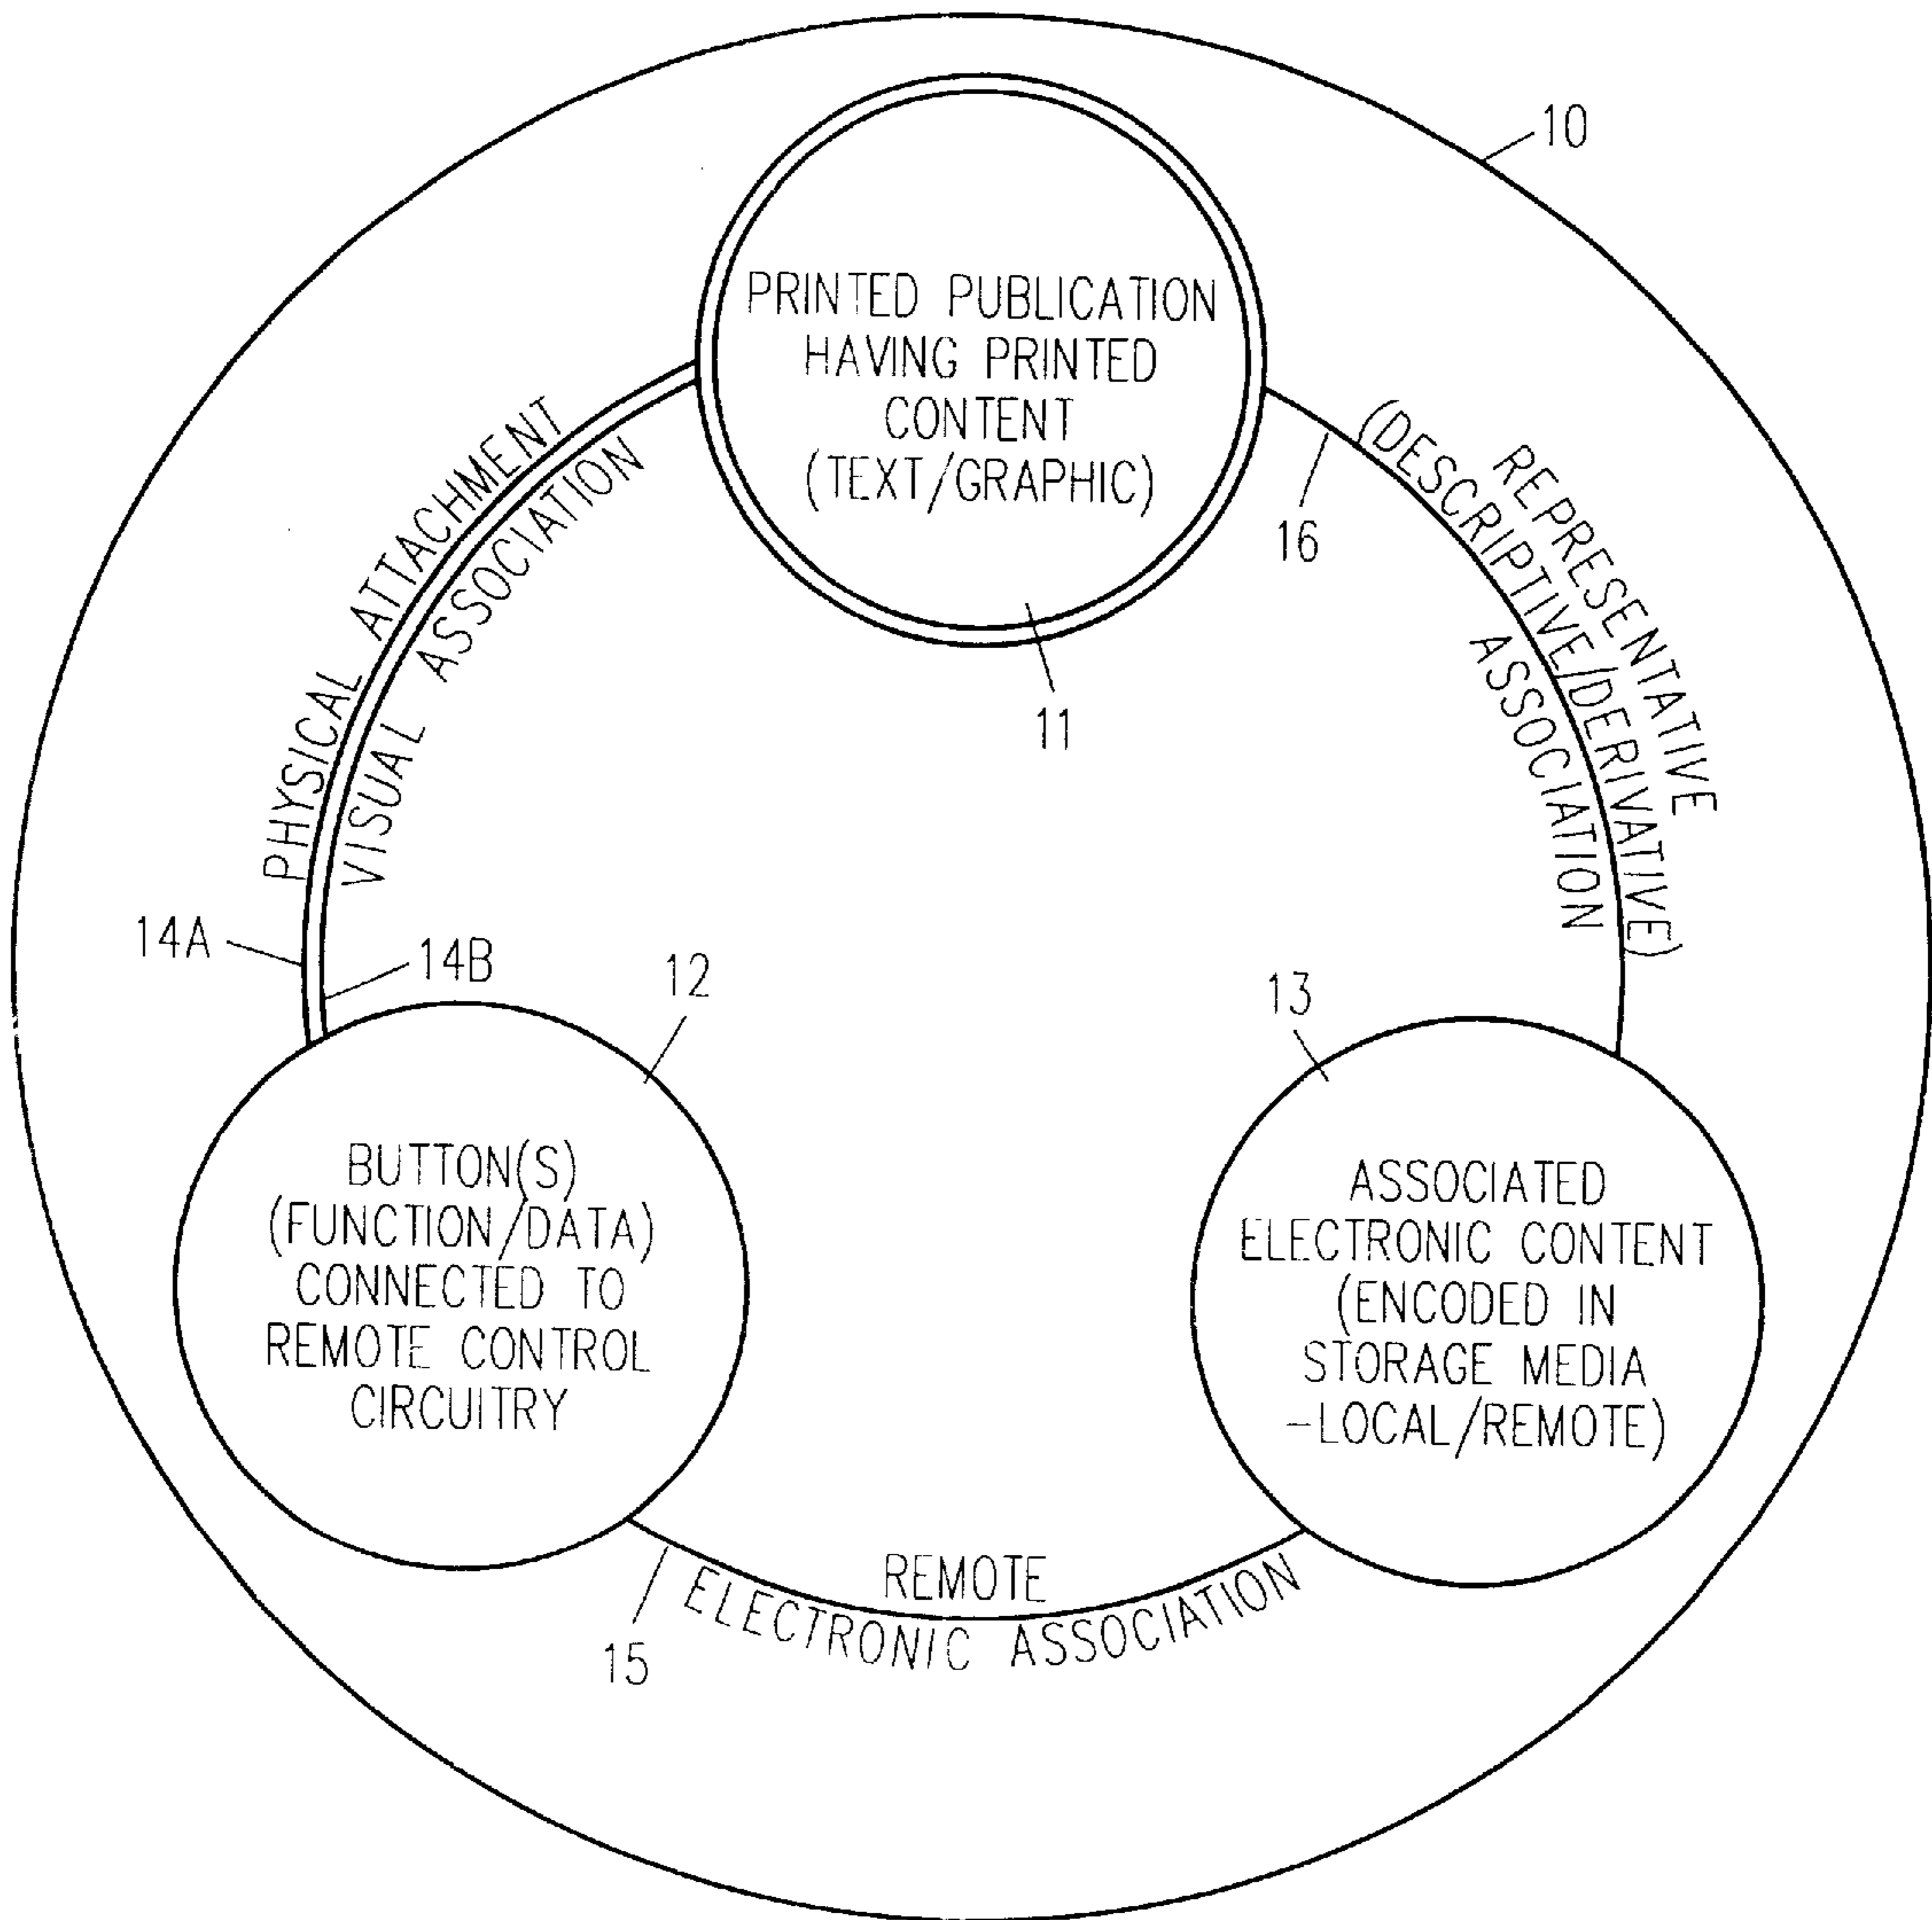 10
PRINTED PUBLICATION
HAVING PRINTED
CONTENT
(TEXT/GRAPHIC)
11
16
PHYSICAL ATTACHMENT
VISUAL ASSOCIATION
REPRESENTATIVE
(DESCRIPTIVE/DERIVATIVE)
ASSOCIATION
14A
14B
12
13
BUTTON(S)
(FUNCTION/DATA)
CONNECTED TO
REMOTE CONTROL
CIRCUITRY
ASSOCIATED
ELECTRONIC CONTENT
(ENCODED IN
STORAGE MEDIA
-LOCAL/REMOTE)
REMOTE
ELECTRONIC ASSOCIATION
15